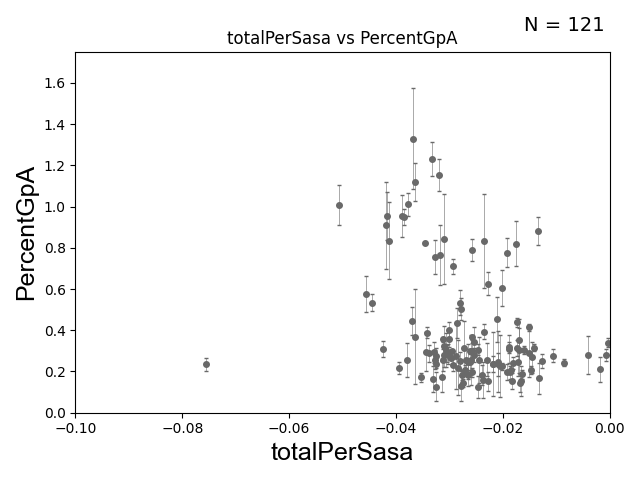 N = 121
totalPerSasa vs PercentGpA
PercentGpA
1.6
1.4
1.2
1.0
0.8
0.6
0.4
0.2
0.0
−0.10 −0.08 −0.06 −0.04 −0.02 0.00
totalPerSasa